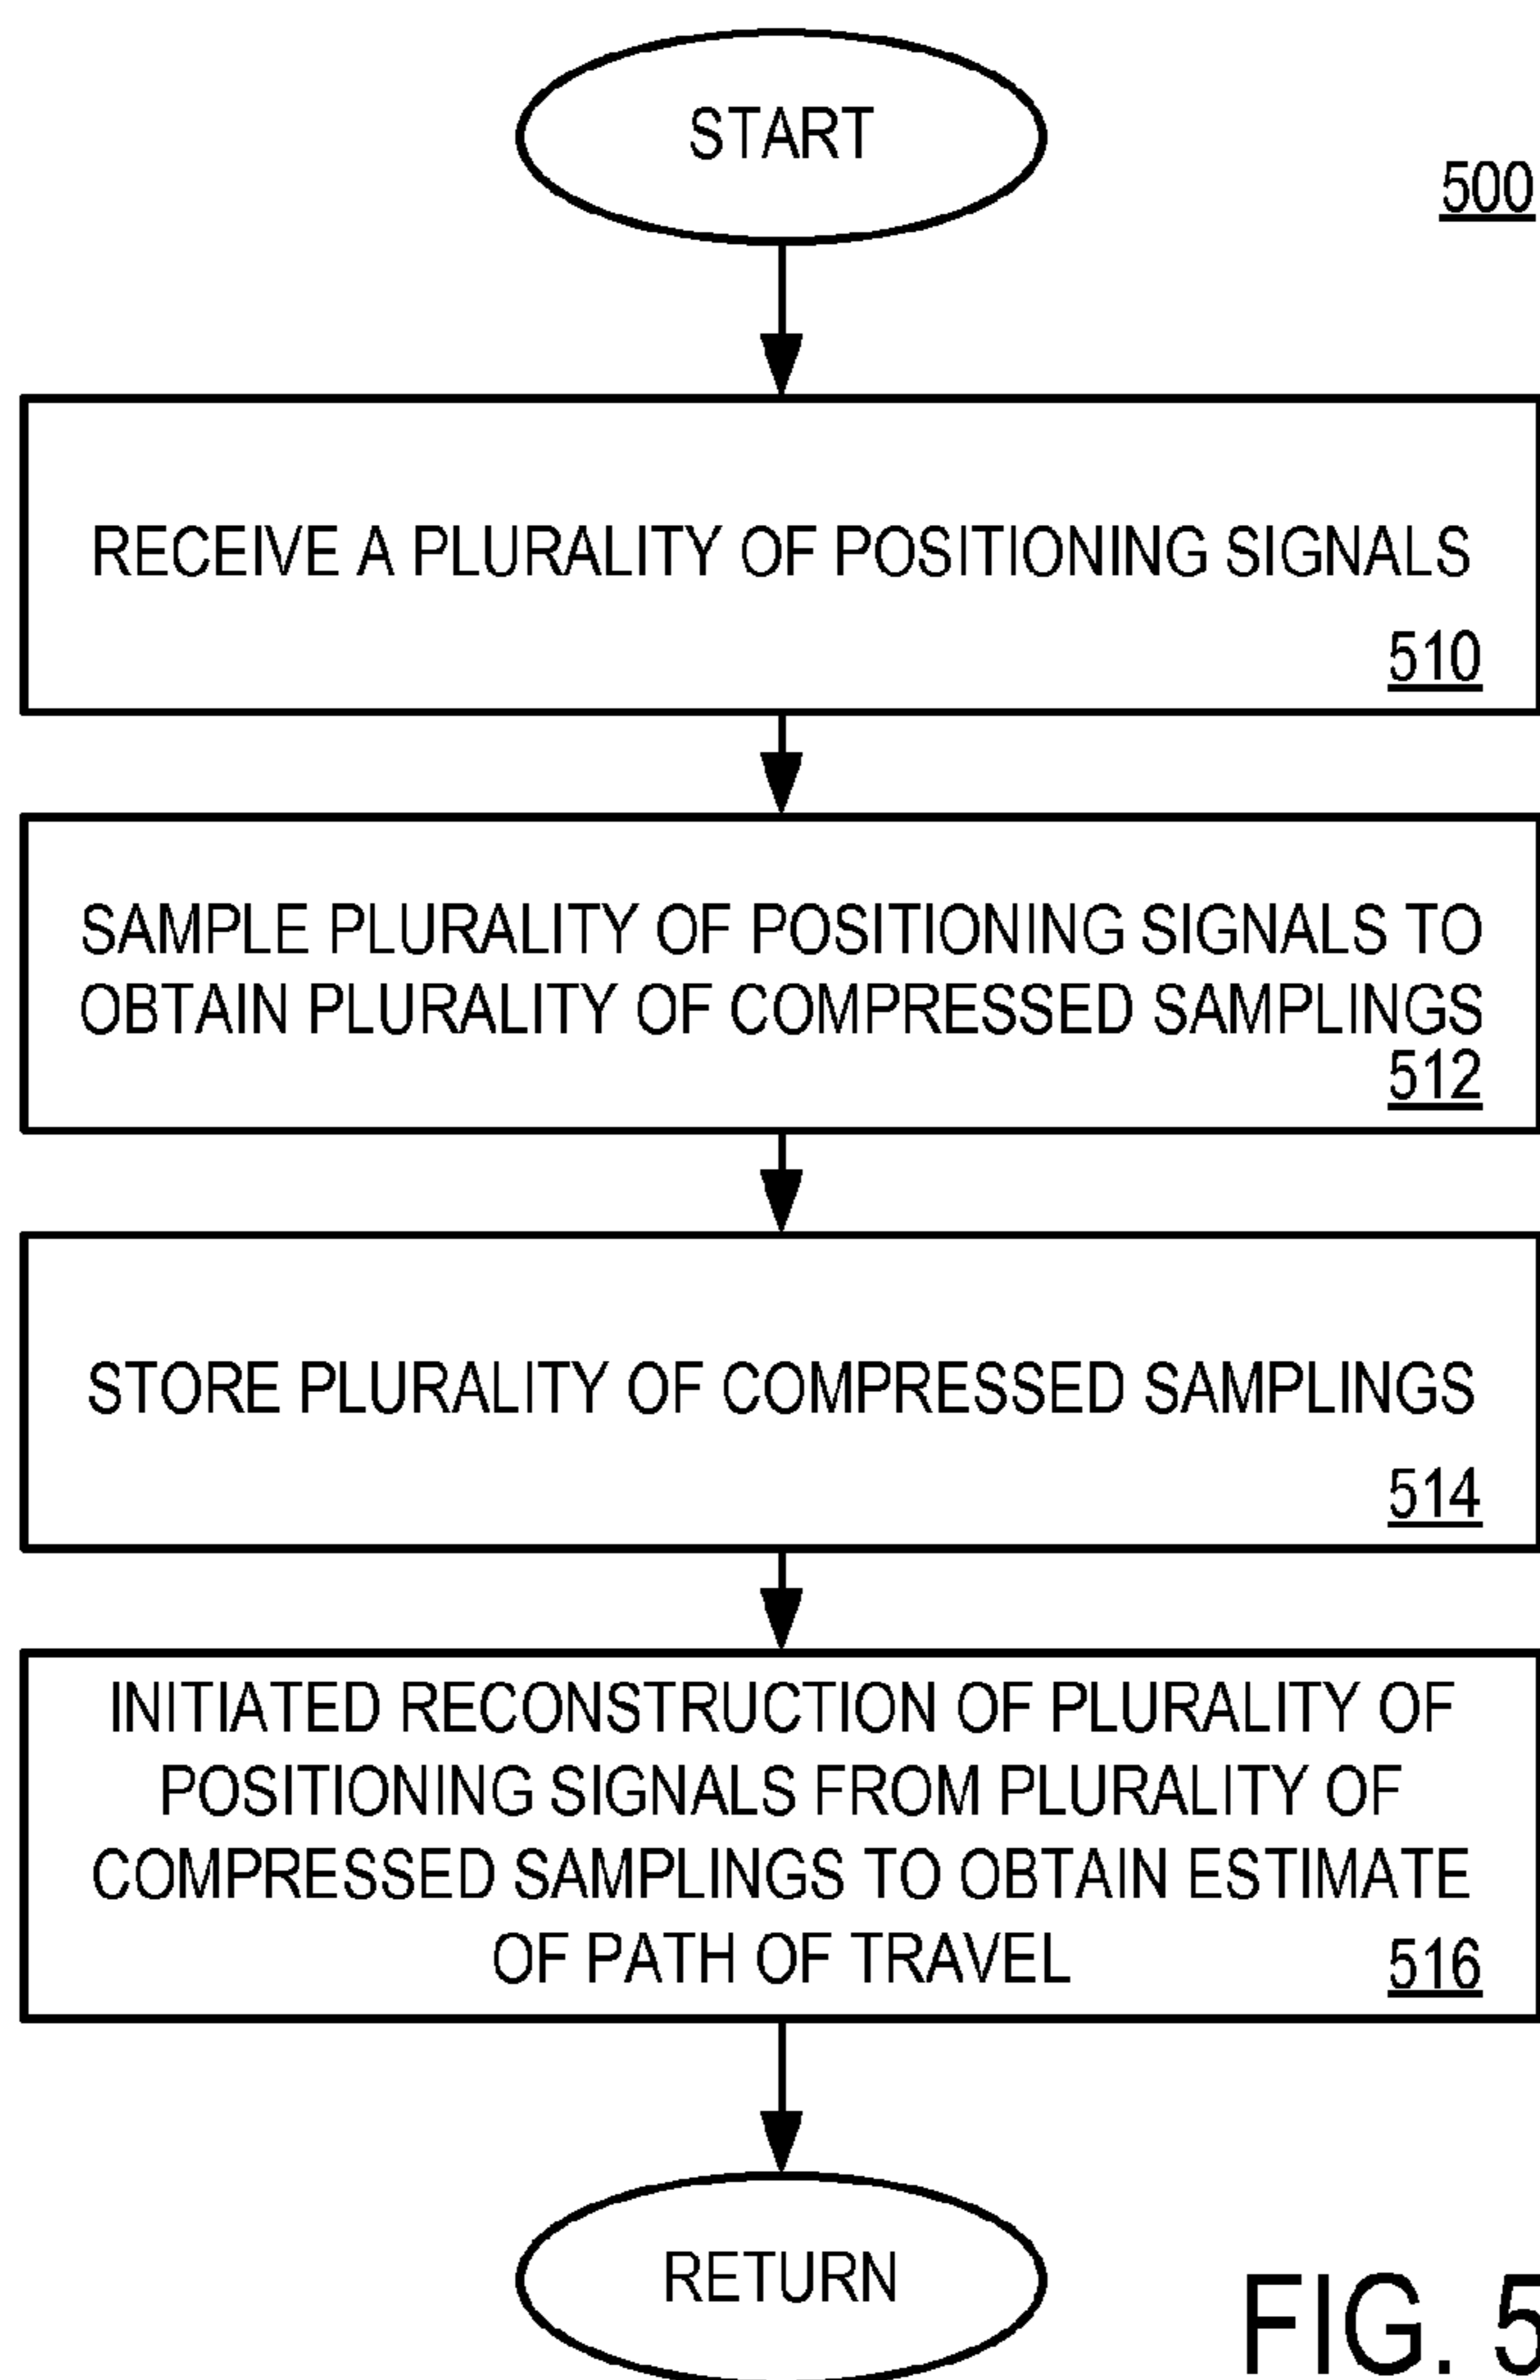 START
500
RECEIVE A PLURALITY OF POSITIONING SIGNALS
510
SAMPLE PLURALITY OF POSITIONING SIGNALS TO
OBTAIN PLURALITY OF COMPRESSED SAMPLINGS
512
STORE PLURALITY OF COMPRESSED SAMPLINGS
514
INITIATED RECONSTRUCTION OF PLURALITY OF
POSITIONING SIGNALS FROM PLURALITY OF
COMPRESSED SAMPLINGS TO OBTAIN ESTIMATE
OF PATH OF TRAVEL
516
RETURN
FIG. 5